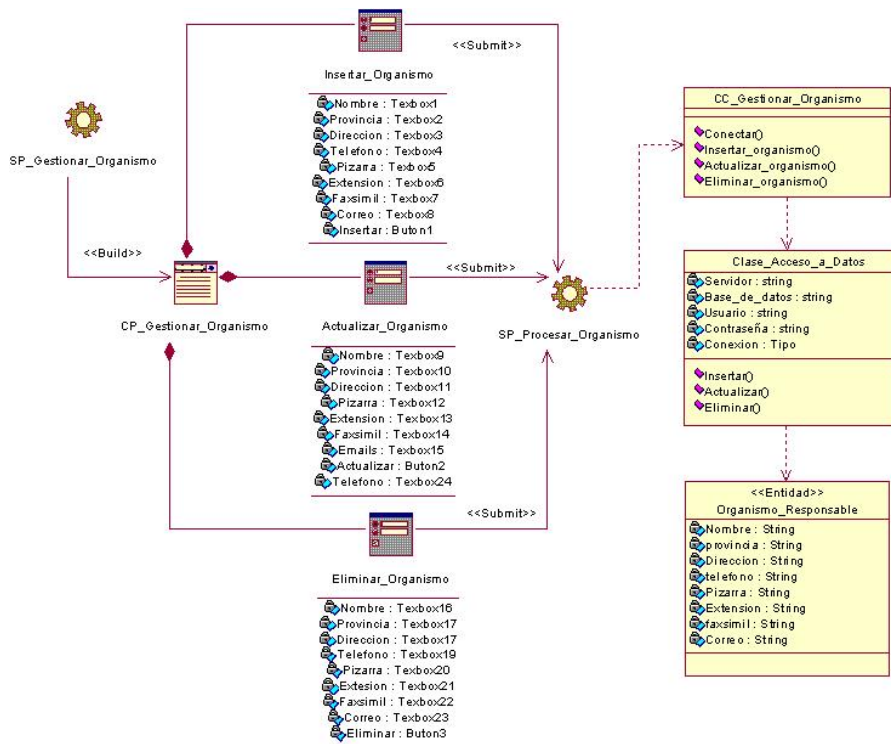 <<Submit>>
Insertar_Organismo
Nombre : Texbox1
Provincia : Texbox2
Direccion : Texbox3
Telefono : Texbox4
Pizarra : Texbox5
Extension : Texbox6
Faxsimil : Texbox7
Correo : Texbox8
Insertar : Buton1
SP_Gestionar_Organismo
<<Build>>
CP_Gestionar_Organismo
<<Submit>>
Actualizar_Organismo
Nombre : Texbox9
Provincia : Texbox10
Direccion : Texbox11
Pizarra : Texbox12
Extension : Texbox13
Faxsimil : Texbox14
Emails : Texbox15
Actualizar : Buton2
Telefono : Texbox24
<<Submit>>
Eliminar_Organismo
Nombre : Texbox16
Provincia : Texbox17
Direccion : Texbox17
Telefono : Texbox19
Pizarra : Texbox20
Extesion : Texbox21
Faxsimil : Texbox22
Correo : Texbox23
Eliminar : Buton3
SP_Procesar_Organismo
CC_Gestionar_Organismo
Conectar()
Insertar_organismo()
Actualizar_organismo()
Eliminar_organismo()
Clase_Acceso_a_Datos
Servidor : string
Base_de_datos : string
Usuario : string
Contraseña : string
Conexion : Tipo
Insertar()
Actualizar()
Eliminar()
<<Entidad>>
Organismo_Responsable
Nombre : String
provincia : String
Direccion : String
telefono : String
Pizarra : String
Extension : String
faxsimil : String
Correo : String